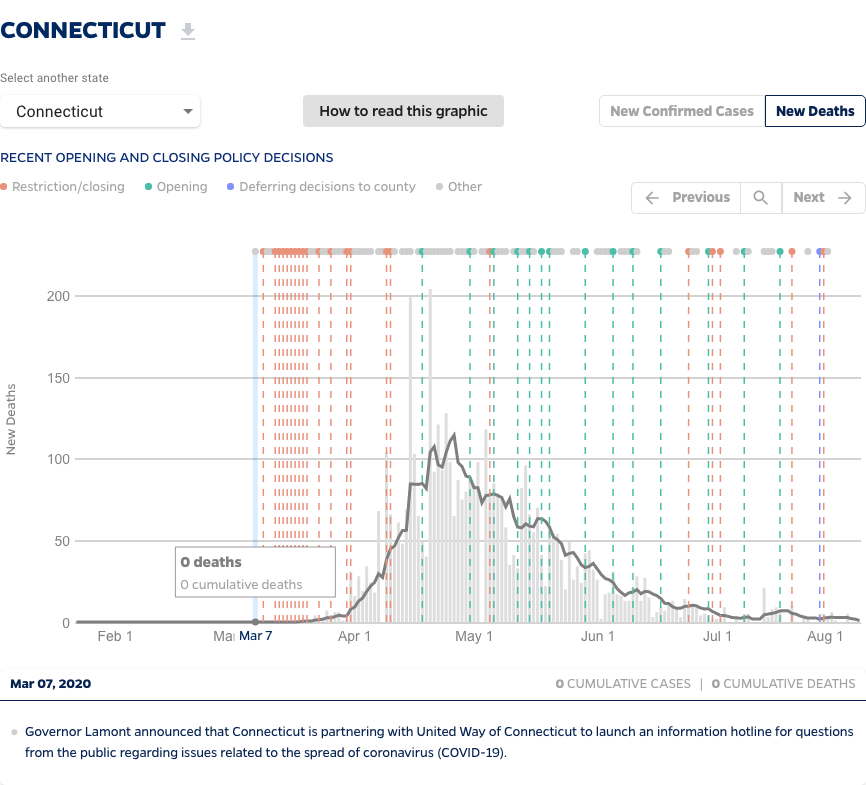 CONNECTICUT
Select another state
Connecticut
How to read this graphic
New Confirmed Cases
New Deaths
RECENT OPENING AND CLOSING POLICY DECISIONS
Restriction/closing
Opening
Deferring decisions to county
Other
Previous
Next
200
150
100
50
0
New Deaths
0 deaths
0 cumulative deaths
Feb 1
Mar 7
Apr 1
May 1
Jun 1
Jul 1
Aug 1
Mar 07, 2020
0 CUMULATIVE CASES | 0 CUMULATIVE DEATHS
Governor Lamont announced that Connecticut is partnering with United Way of Connecticut to launch an information hotline for questions
from the public regarding issues related to the spread of coronavirus (COVID-19).